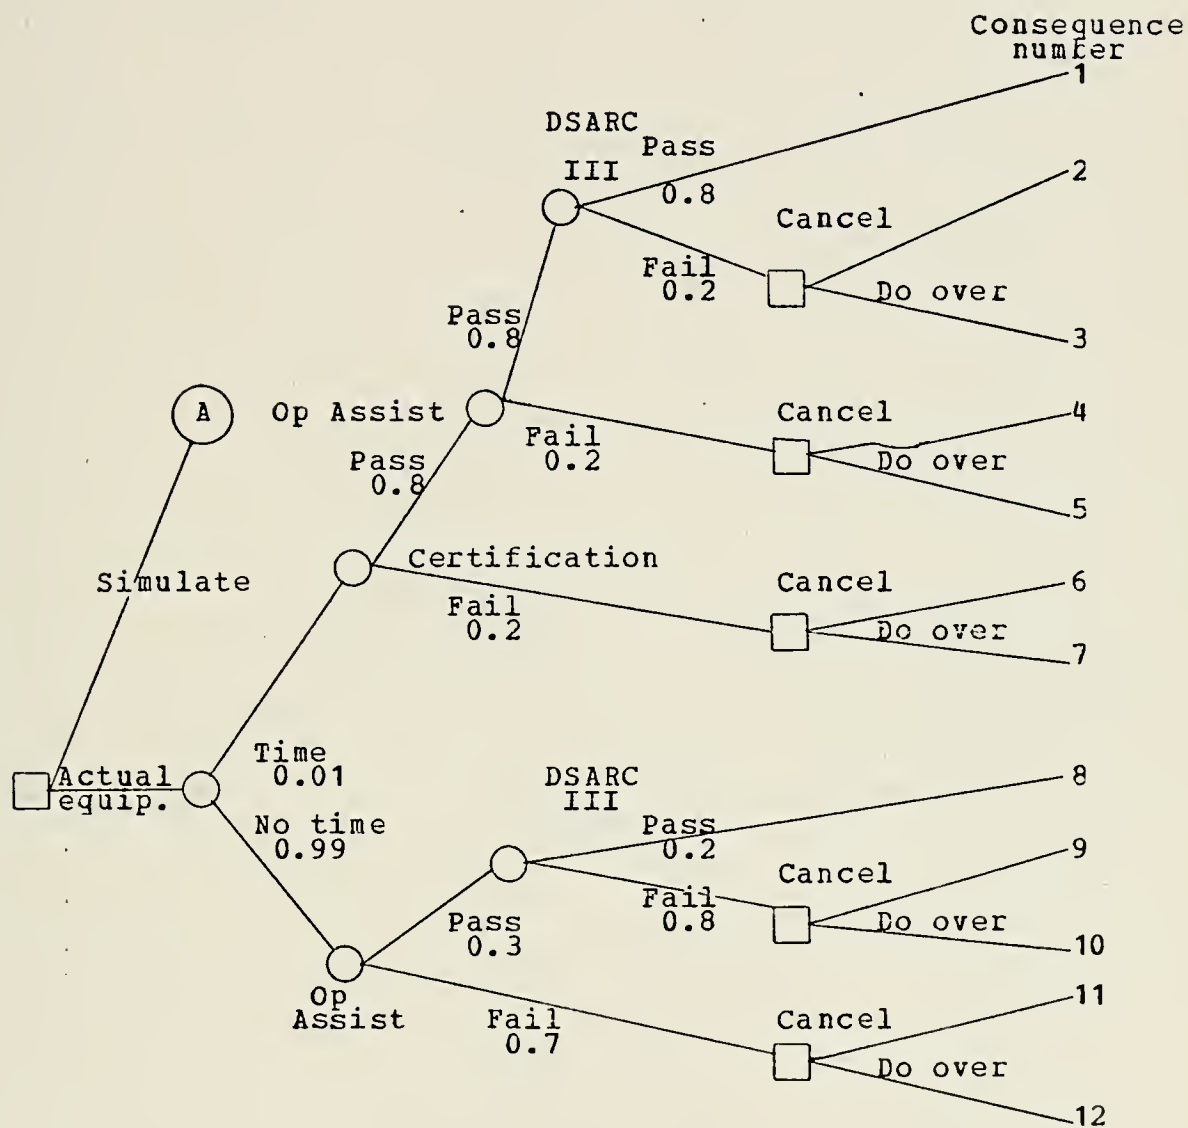 Consequence
number
1
DSARC
III
Pass
0.8
2
Cancel
Fail
0.2
Do over
3
Pass
0.8
A
Op Assist
Cancel
4
Fail
0.2
Do over
5
Pass
0.8
Certification
Simulate
Cancel
6
Fail
0.2
Do over
7
Time
0.01
Actual
equip.
DSARC
III
8
No time
0.99
Pass
0.2
9
Cancel
Fail
0.8
Do over
10
Pass
0.3
Op
Assist
11
Fail
0.7
Cancel
Do over
12